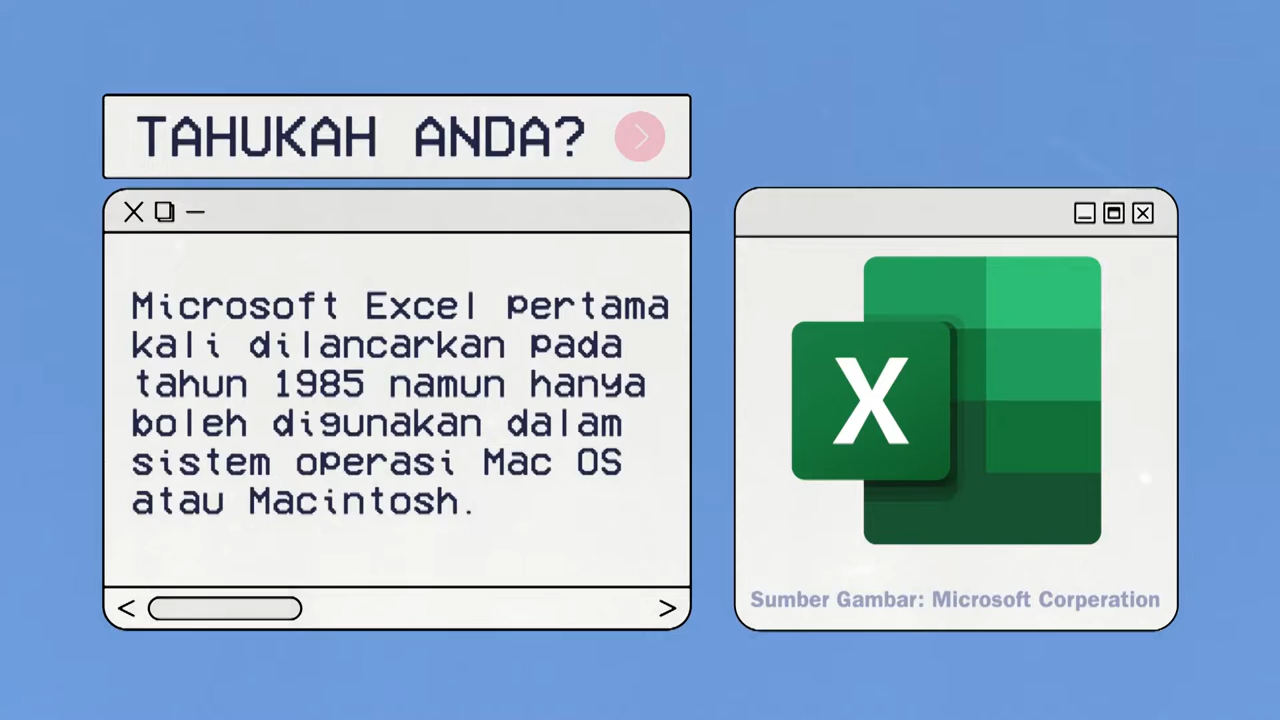 TAHUKAH ANDA?
Microsoft Excel pertama
kali dilancarkan pada
tahun 1985 namun hanya
boleh digunakan dalam
sistem operasi Mac OS
atau Macintosh.
X
Sumber Gambar: Microsoft Corperation